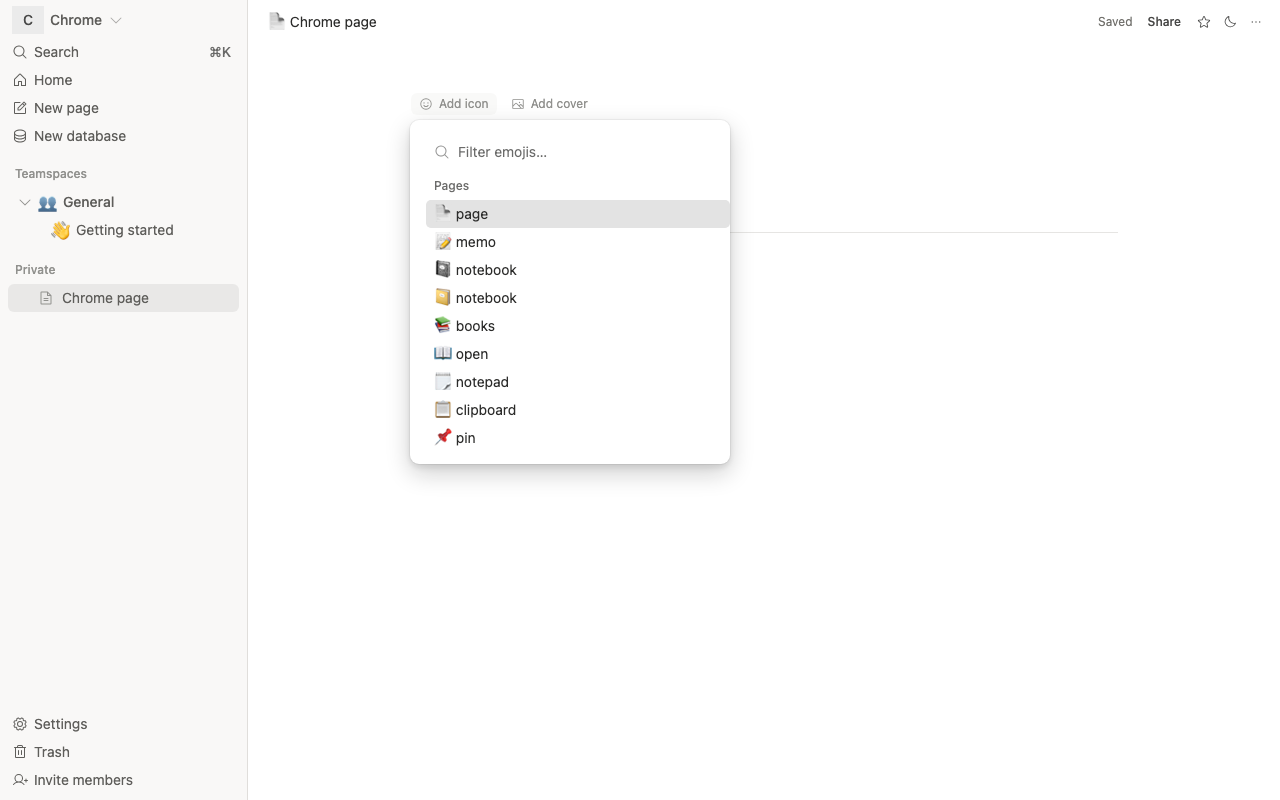 C Chrome
Search ⌘K
Home
New page
New database
Teamspaces
General
Getting started
Private
Chrome page
Settings
Trash
Invite members
Chrome page
Saved Share
Add icon Add cover
Filter emojis...
Pages
page
memo
notebook
notebook
books
open
notepad
clipboard
pin